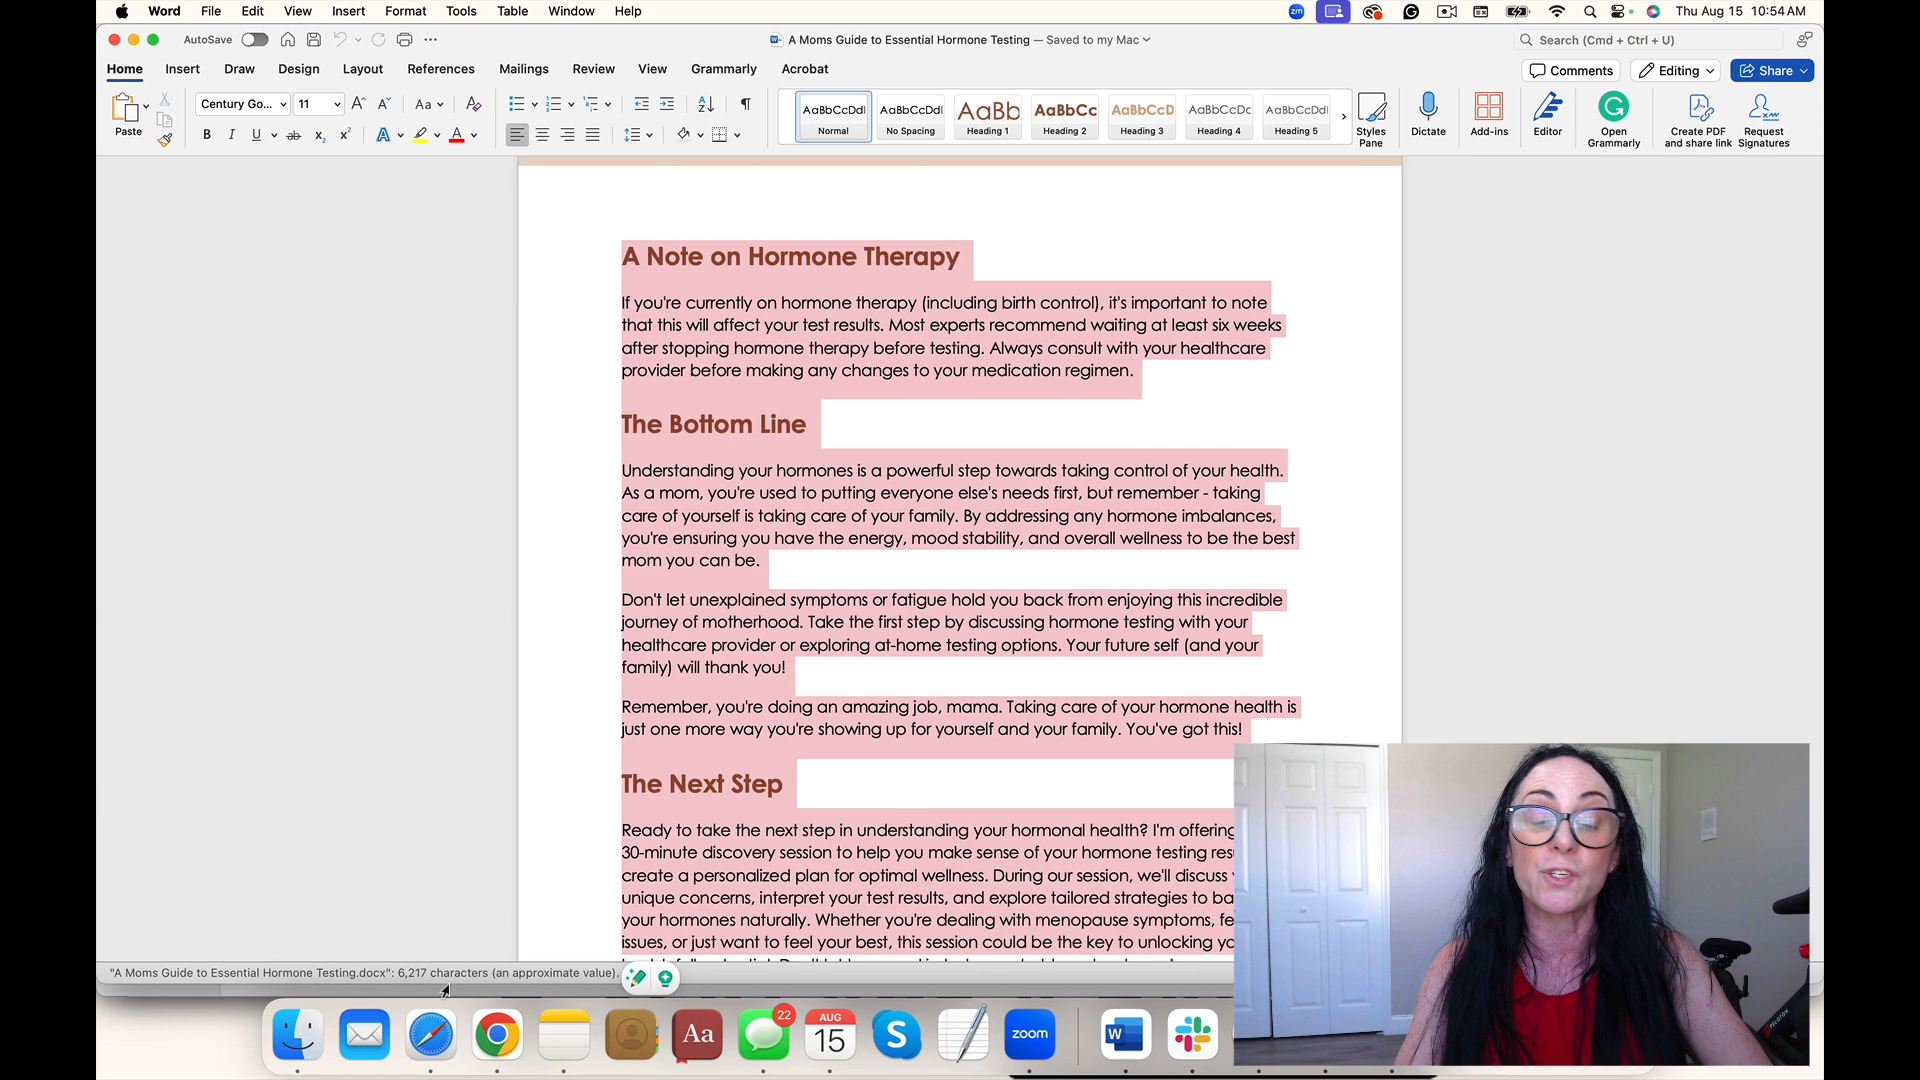 Word File Edit View Insert Format Tools Table Window Help
zm
Thu Aug 15 10:54 AM
AutoSave
A Moms Guide to Essential Hormone Testing — Saved to my Mac
Search (Cmd + Ctrl + U)
Home Insert Draw Design Layout References Mailings Review View Grammarly Acrobat
Comments Editing Share
Paste
Century Go... 11
Aa
B I U ab x₂ x²
A A
AaBbCcDdI AaBbCcDdI AaBb AaBbCc AaBbCcD AaBbCcDc AaBbCcDdI
Normal No Spacing Heading 1 Heading 2 Heading 3 Heading 4 Heading 5
Styles Pane
Dictate
Add-ins
Editor
Open Grammarly
Create PDF and share link
Request Signatures
A Note on Hormone Therapy
If you're currently on hormone therapy (including birth control), it's important to note
that this will affect your test results. Most experts recommend waiting at least six weeks
after stopping hormone therapy before testing. Always consult with your healthcare
provider before making any changes to your medication regimen.
The Bottom Line
Understanding your hormones is a powerful step towards taking control of your health.
As a mom, you're used to putting everyone else's needs first, but remember - taking
care of yourself is taking care of your family. By addressing any hormone imbalances,
you're ensuring you have the energy, mood stability, and overall wellness to be the best
mom you can be.
Don't let unexplained symptoms or fatigue hold you back from enjoying this incredible
journey of motherhood. Take the first step by discussing hormone testing with your
healthcare provider or exploring at-home testing options. Your future self (and your
family) will thank you!
Remember, you're doing an amazing job, mama. Taking care of your hormone health is
just one more way you're showing up for yourself and your family. You've got this!
The Next Step
Ready to take the next step in understanding your hormonal health? I'm offering
30-minute discovery session to help you make sense of your hormone testing
create a personalized plan for optimal wellness. During our session, we'll discuss
unique concerns, interpret your test results, and explore tailored strategies to
your hormones naturally. Whether you're dealing with menopause symptoms,
issues, or just want to feel your best, this session could be the key to unlocking
"A Moms Guide to Essential Hormone Testing.docx": 6,217 characters (an approximate value).
Aa
22
AUG
15
S
zoom
W
PELOTON